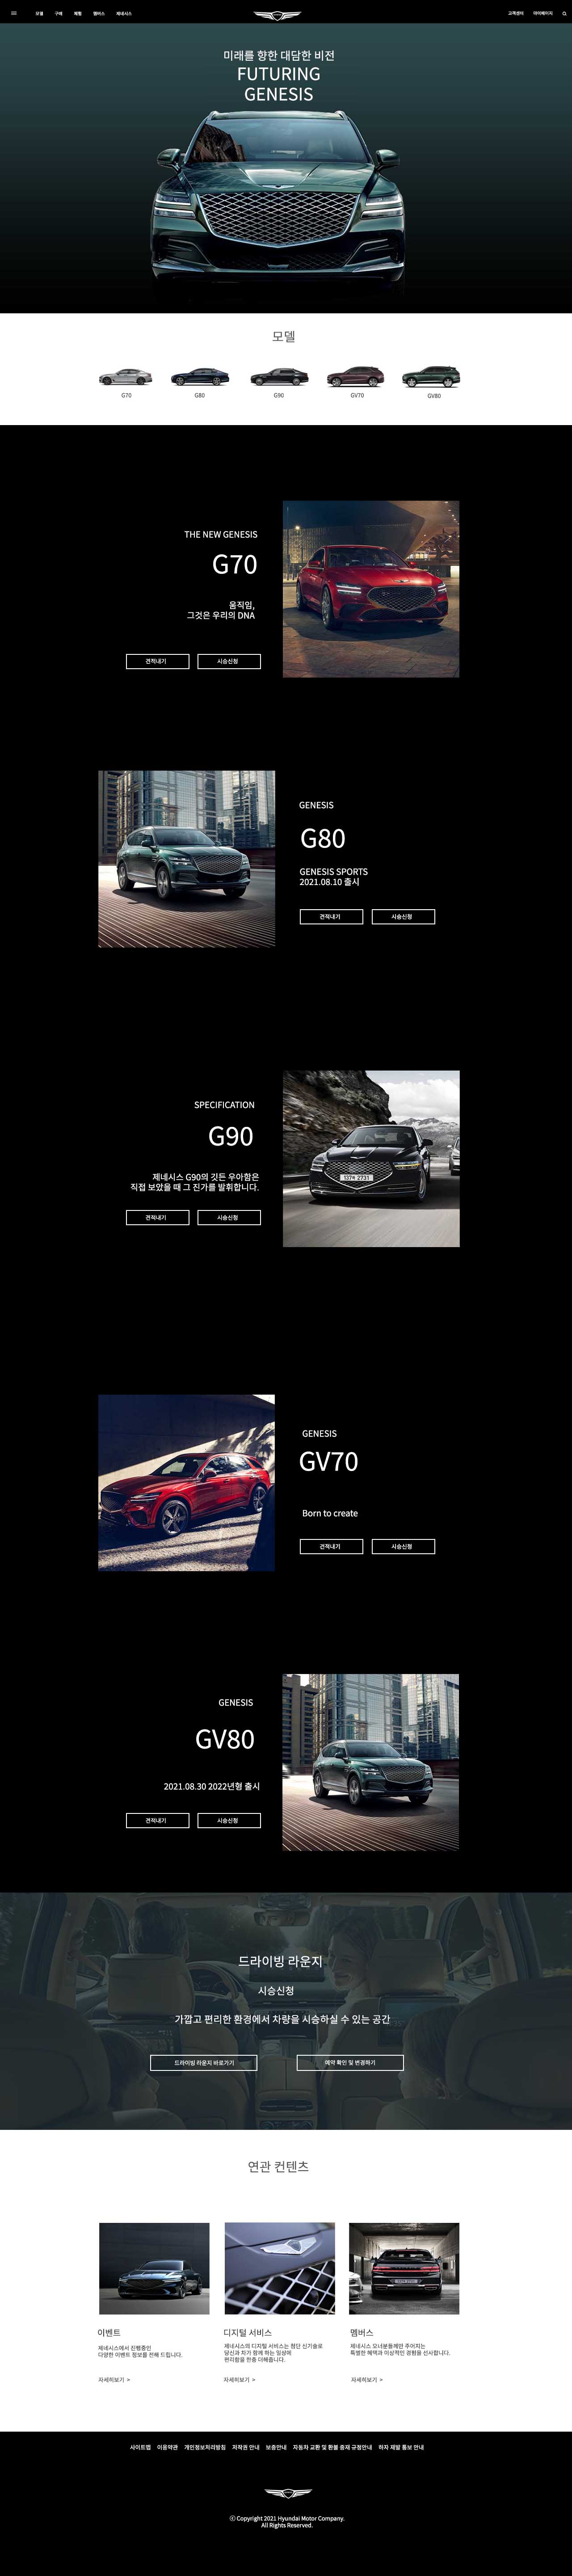 모델 구매 체험 멤버스 제네시스
고객센터 마이페이지
미래를 향한 대담한 비전
FUTURING
GENESIS
모델
G70 G80 G90 GV70 GV80
THE NEW GENESIS
G70
움직임,
그것은 우리의 DNA
견적내기 시승신청
GENESIS
G80
GENESIS SPORTS
2021.08.10 출시
견적내기 시승신청
SPECIFICATION
G90
제네시스 G90의 깃든 우아함은
직접 보았을 때 그 진가를 발휘합니다.
견적내기 시승신청
GENESIS
GV70
Born to create
견적내기 시승신청
GENESIS
GV80
2021.08.30 2022년형 출시
견적내기 시승신청
드라이빙 라운지
시승신청
가깝고 편리한 환경에서 차량을 시승하실 수 있는 공간
드라이빙 라운지 바로가기 예약 확인 및 변경하기
연관 컨텐츠
이벤트
제네시스에서 진행중인
다양한 이벤트 정보를 전해 드립니다.
자세히보기 >
디지털 서비스
제네시스의 디지털 서비스는 첨단 신기술로
당신과 차가 함께 하는 일상에
편리함을 한층 더해줍니다.
자세히보기 >
멤버스
제네시스 오너분들께만 주어지는
특별한 혜택과 이상적인 경험을 선사합니다.
자세히보기 >
사이트맵 이용약관 개인정보처리방침 저작권 안내 보증안내 자동차 교환 및 환불 중재 규정안내 하자 재발 통보 안내
ⓒ Copyright 2021 Hyundai Motor Company.
All Rights Reserved.